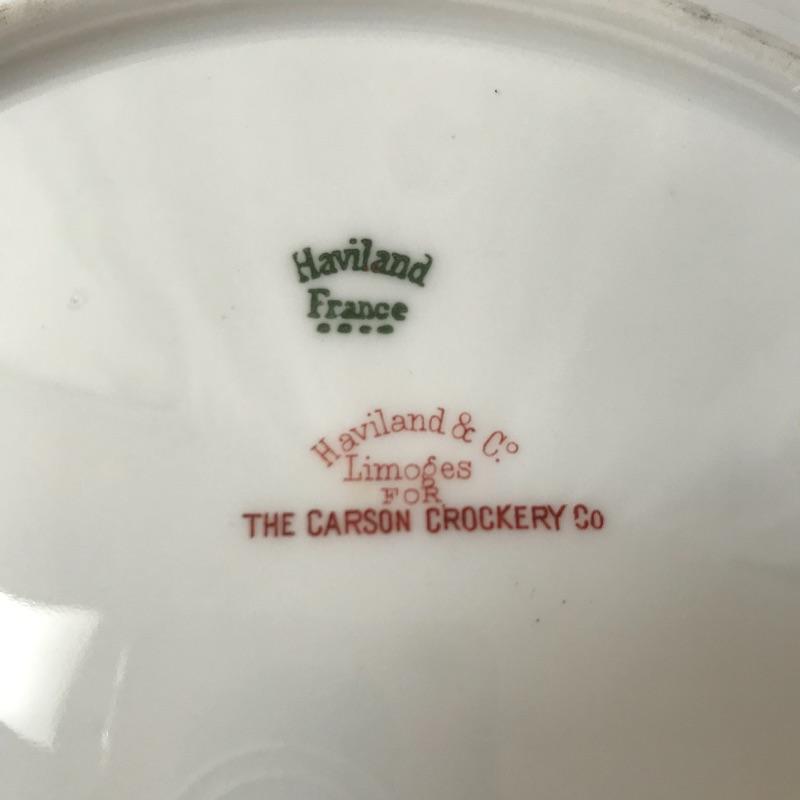 Haviland
France
Haviland & Co.
Limoges
FOR
THE CARSON CROCKERY Co